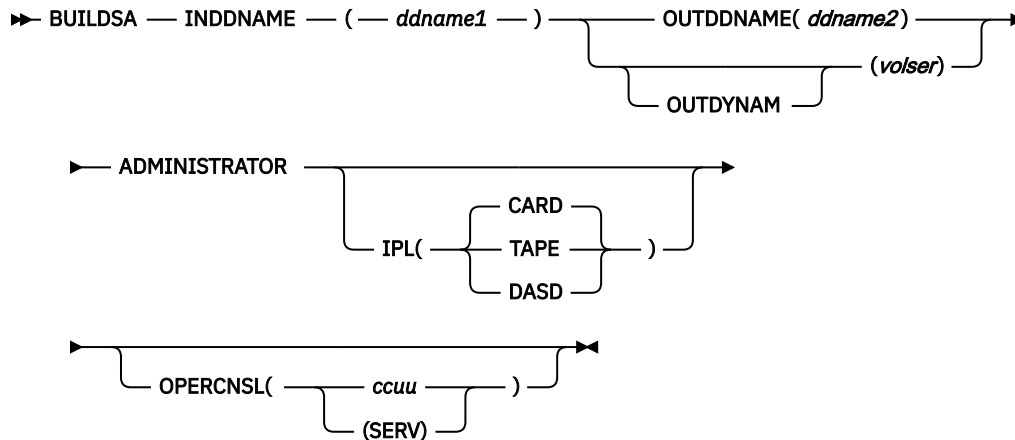 BUILDSA INDDNAME ( ddname1 ) OUTDDNAME( ddname2)
(volser)
OUTDYNAM
ADMINISTRATOR
CARD
IPL( TAPE )
DASD
OPERCNSL( ccuu )
(SERV)